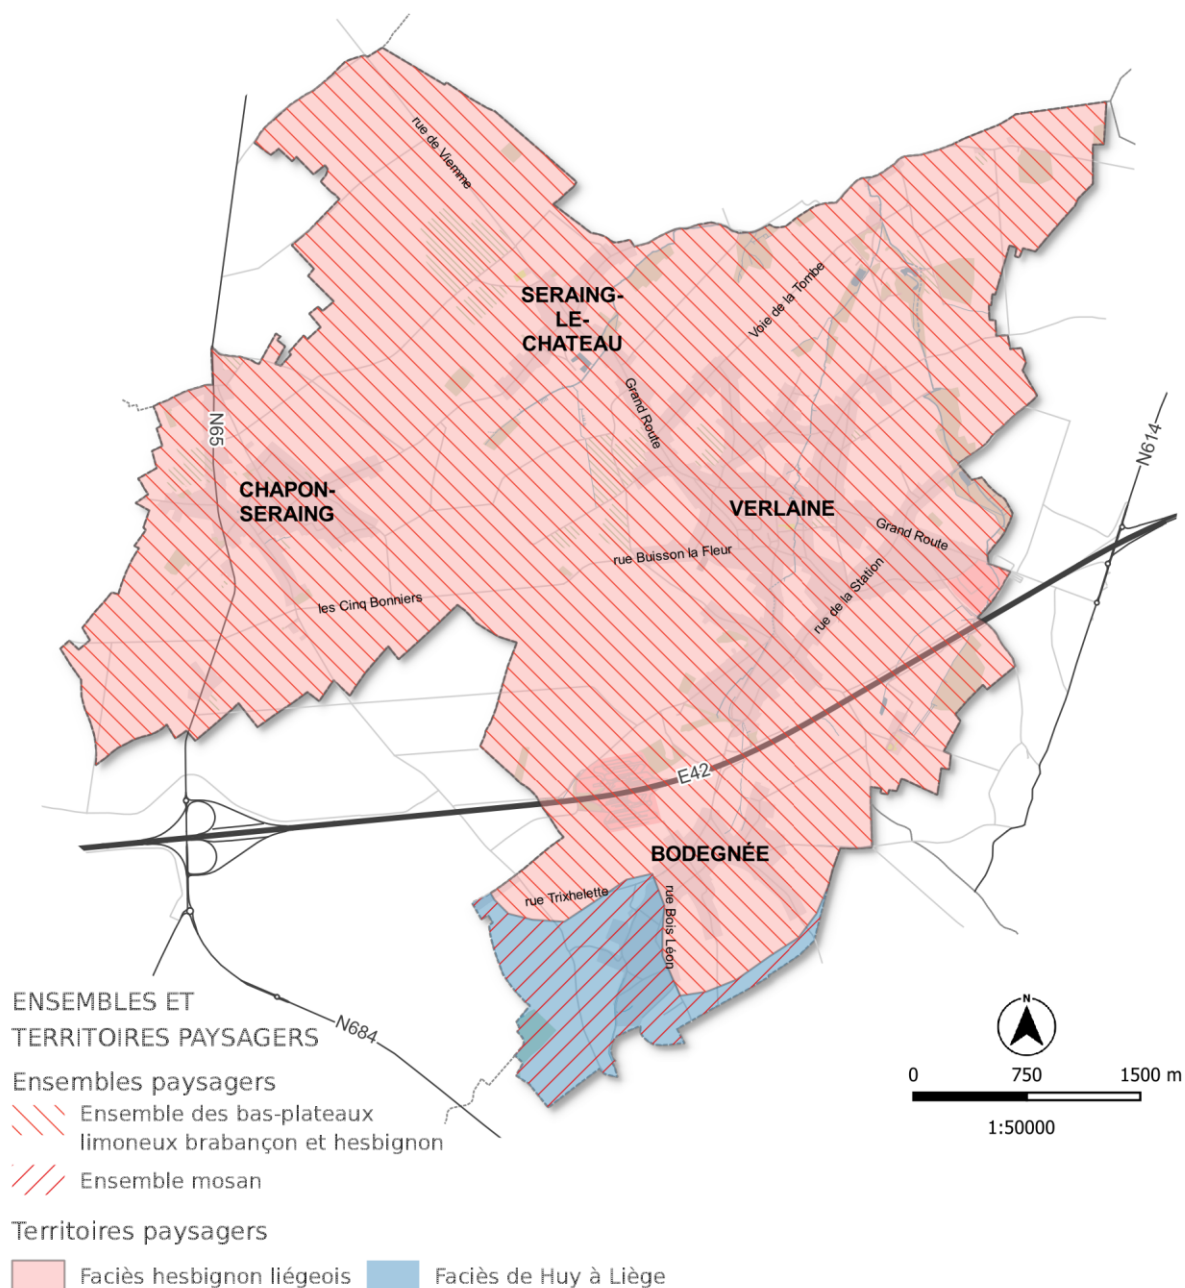 rue de Viemme
SERAING-
LE-
CHATEAU
Voie de la Tombe
Grand Route
N65
N614
CHAPON-
SERAING
VERLAINE
Grand Route
rue Buisson la Fleur
rue de la Station
les Cinq Bonniers
E42
BODEGNÉE
rue Trixhelette
rue Bois Léon
N684
ENSEMBLES ET
TERRITOIRES PAYSAGERS
Ensembles paysagers
Ensemble des bas-plateaux
limoneux brabançon et hesbignon
Ensemble mosan
Territoires paysagers
Faciès hesbignon liégeois
Faciès de Huy à Liège
N
0 750 1500 m
1:50000